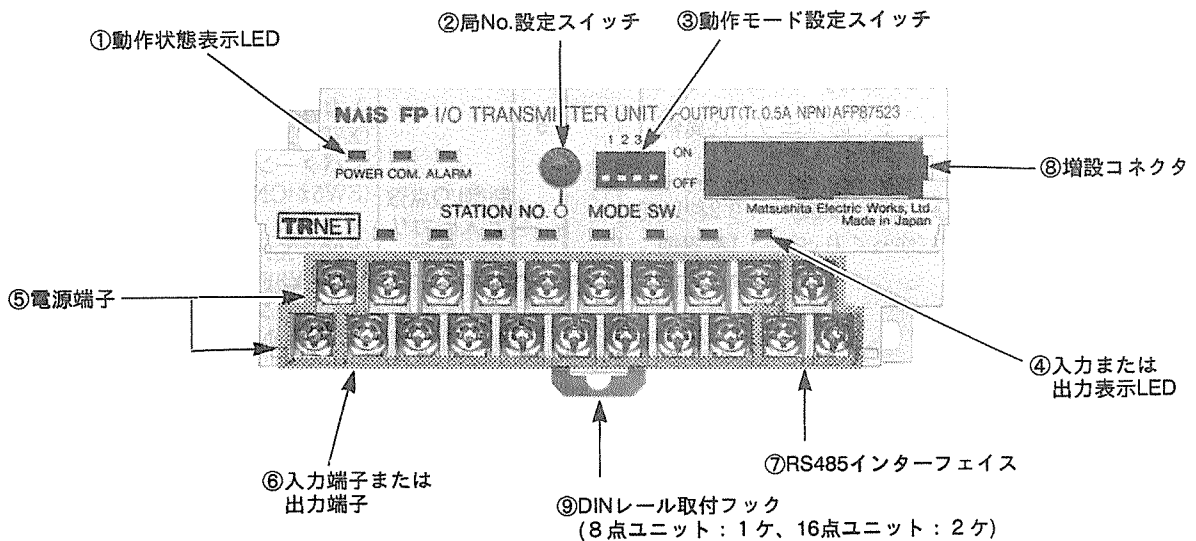 ②局No.設定スイッチ
③動作モード設定スイッチ
①動作状態表示LED
NAiS FP I/O TRANSMITTER UNIT 8-OUTPUT(Tr. 0.5A NPN)AFP87523
1 2 3
ON
OFF
POWER COM. ALARM
⑧増設コネクタ
STATION NO. MODE SW.
Matsushita Electric Works, Ltd.
Made in Japan
TRNET
⑤電源端子
④入力または
出力表示LED
⑥入力端子または
出力端子
⑦RS485インターフェイス
⑨DINレール取付フック
(8点ユニット：1ケ、16点ユニット：2ケ)